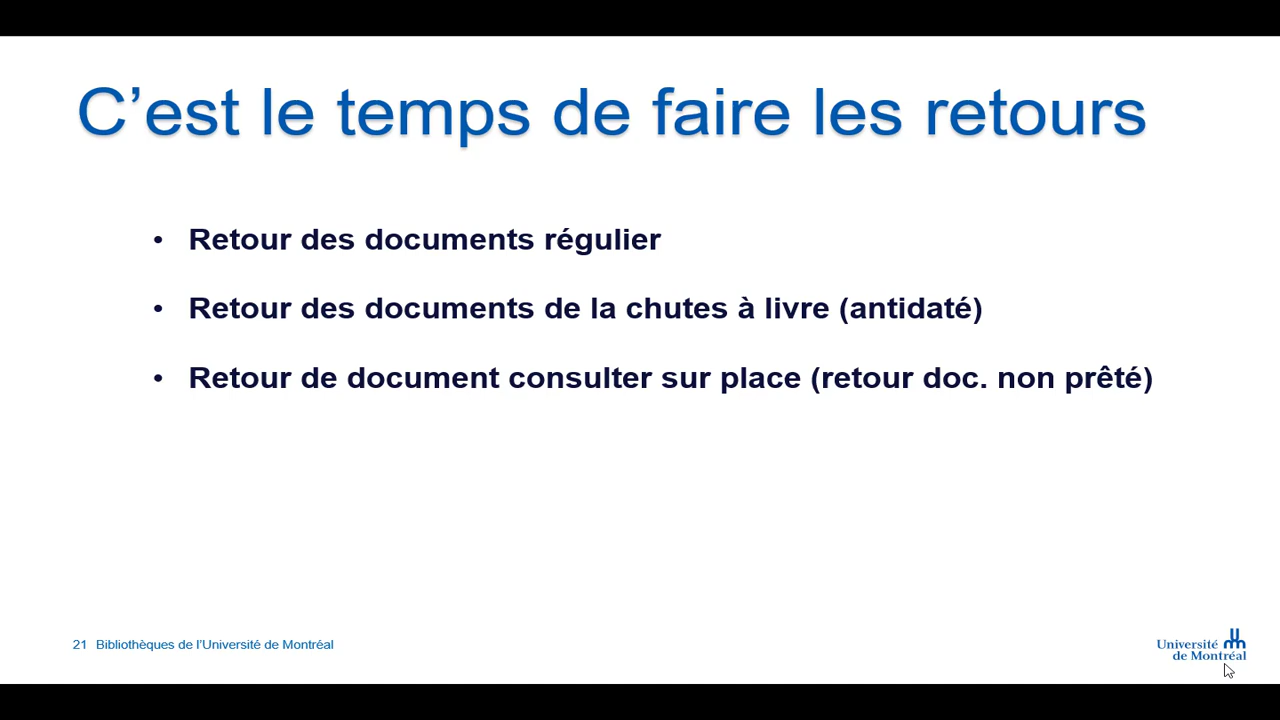 C’est le temps de faire les retours
• Retour des documents régulier
• Retour des documents de la chutes à livre (antidaté)
• Retour de document consulter sur place (retour doc. non prêté)
21 Bibliothèques de l’Université de Montréal
Université
de Montréal